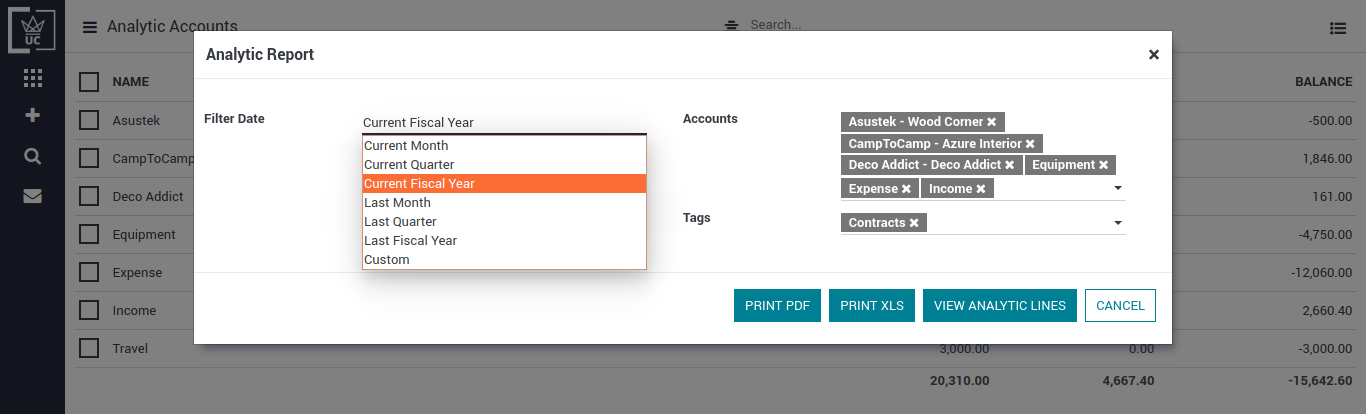 UC
Analytic Accounts
Search...
Analytic Report
NAME
BALANCE
Filter Date
Current Fiscal Year
Current Month
Current Quarter
Current Fiscal Year
Last Month
Last Quarter
Last Fiscal Year
Custom
Accounts
Asustek - Wood Corner
CampToCamp - Azure Interior
Deco Addict - Deco Addict Equipment
Expense Income
Tags
Contracts
PRINT PDF PRINT XLS VIEW ANALYTIC LINES CANCEL
Asustek -500.00
CampToCamp 1,846.00
Deco Addict 161.00
Equipment -4,750.00
Expense -12,060.00
Income 2,660.40
Travel 3,000.00 0.00 -3,000.00
20,310.00 4,667.40 -15,642.60